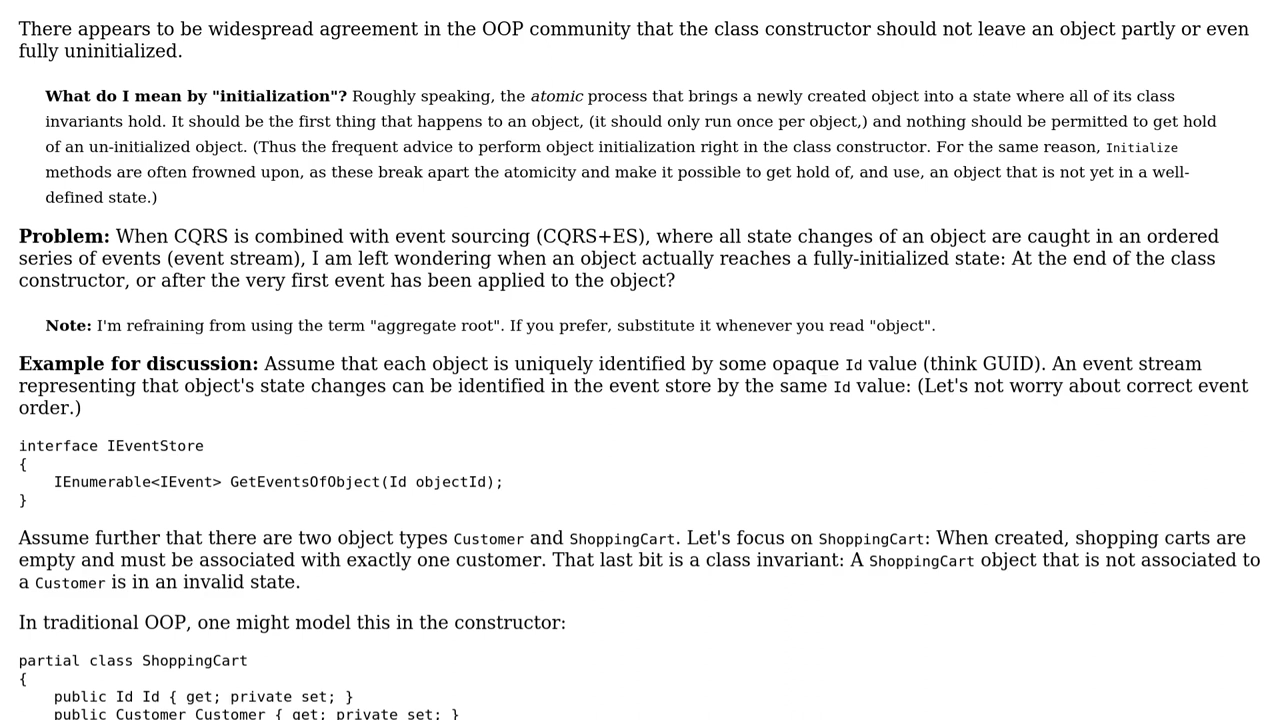 There appears to be widespread agreement in the OOP community that the class constructor should not leave an object partly or even
fully uninitialized.
What do I mean by "initialization"? Roughly speaking, the atomic process that brings a newly created object into a state where all of its class
invariants hold. It should be the first thing that happens to an object, (it should only run once per object,) and nothing should be permitted to get hold
of an un-initialized object. (Thus the frequent advice to perform object initialization right in the class constructor. For the same reason, Initialize
methods are often frowned upon, as these break apart the atomicity and make it possible to get hold of, and use, an object that is not yet in a well-
defined state.)
Problem: When CQRS is combined with event sourcing (CQRS+ES), where all state changes of an object are caught in an ordered
series of events (event stream), I am left wondering when an object actually reaches a fully-initialized state: At the end of the class
constructor, or after the very first event has been applied to the object?
Note: I'm refraining from using the term "aggregate root". If you prefer, substitute it whenever you read "object".
Example for discussion: Assume that each object is uniquely identified by some opaque Id value (think GUID). An event stream
representing that object's state changes can be identified in the event store by the same Id value: (Let's not worry about correct event
order.)
interface IEventStore
{
    IEnumerable<IEvent> GetEventsOfObject(Id objectId);
}
Assume further that there are two object types Customer and ShoppingCart. Let's focus on ShoppingCart: When created, shopping carts are
empty and must be associated with exactly one customer. That last bit is a class invariant: A ShoppingCart object that is not associated to
a Customer is in an invalid state.
In traditional OOP, one might model this in the constructor:
partial class ShoppingCart
{
    public Id Id { get; private set; }
    public Customer Customer { get; private set; }